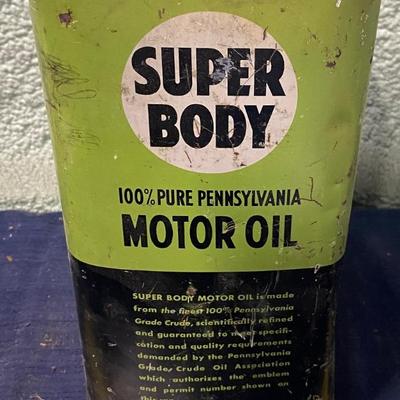 SUPER
BODY
100% PURE PENNSYLVANIA
MOTOR OIL
SUPER BODY MOTOR OIL is made
from the finest 100% Pennsylvania
Grade Crude, scientifically refined
and guaranteed to meet specifi-
cation and quality requirements
demanded by the Pennsylvania
Grade Crude Oil Association
which authorizes the emblem
and permit number shown on
this